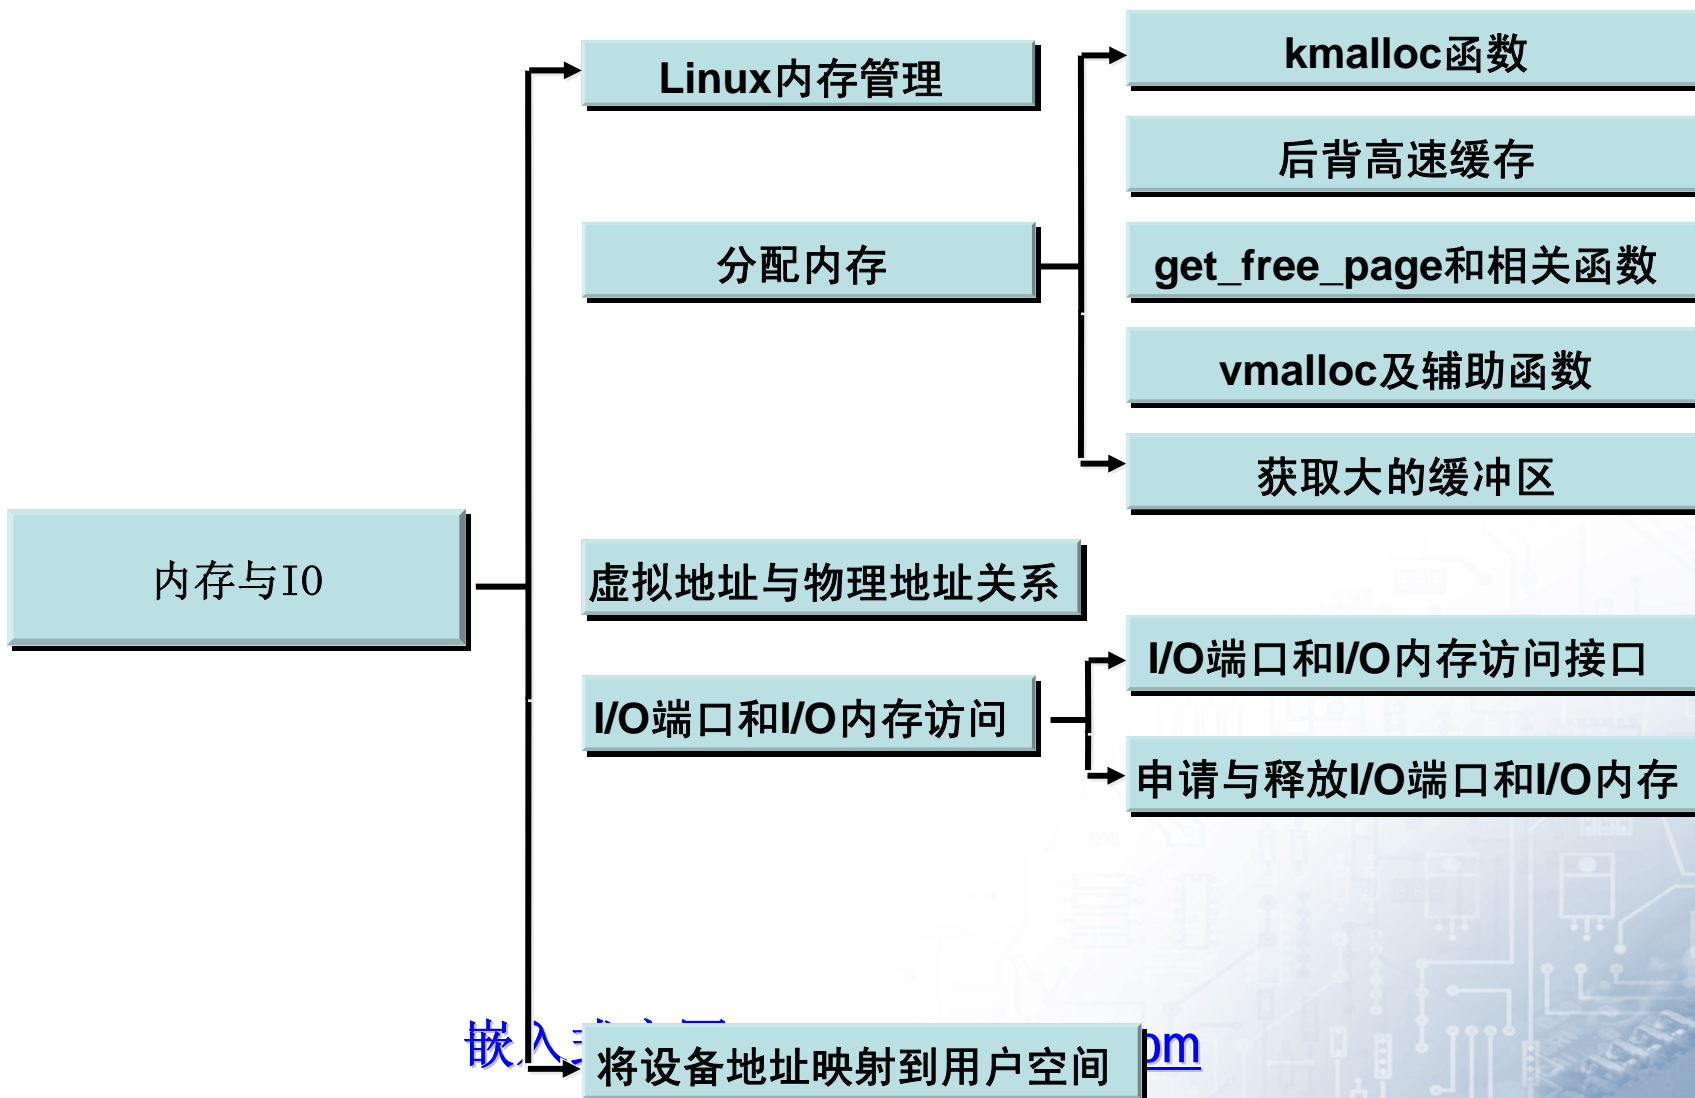 kmalloc函数
Linux内存管理
后背高速缓存
分配内存
get_free_page和相关函数
vmalloc及辅助函数
获取大的缓冲区
内存与IO
虚拟地址与物理地址关系
I/O端口和I/O内存访问接口
I/O端口和I/O内存访问
申请与释放I/O端口和I/O内存
嵌入
om
将设备地址映射到用户空间